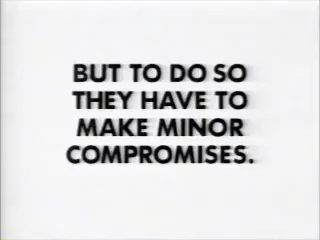 BUT TO DO SO
THEY HAVE TO
MAKE MINOR
COMPROMISES.